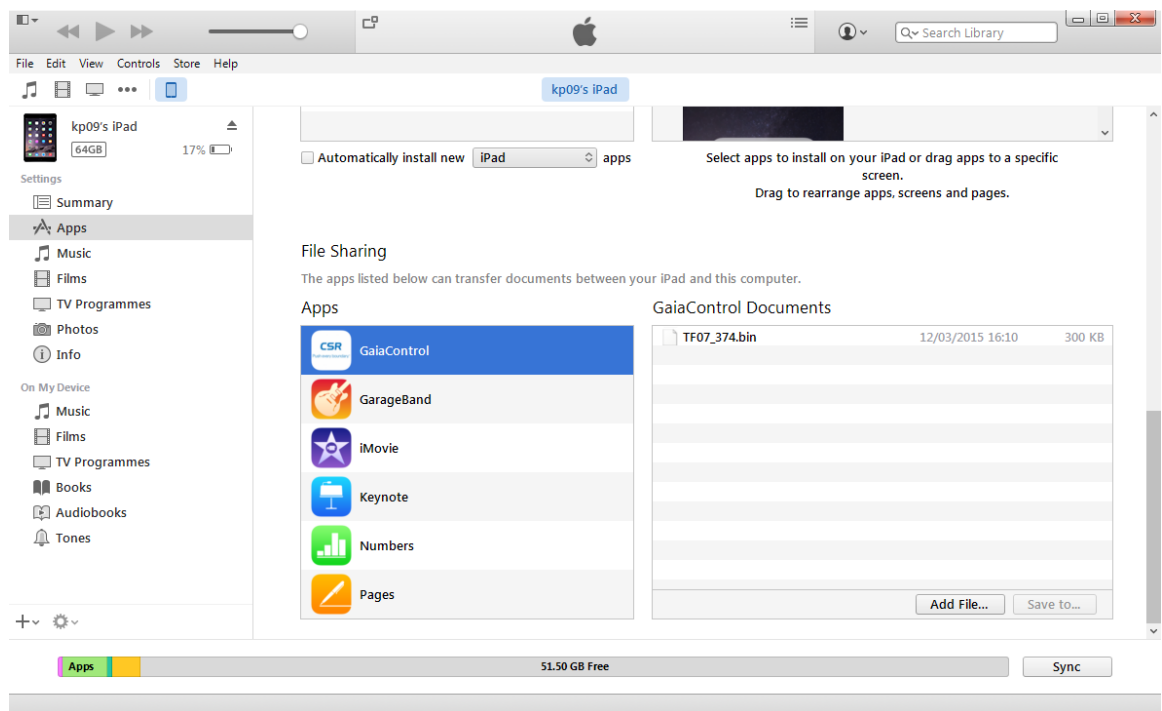 Search Library
File Edit View Controls Store Help
kp09's iPad
kp09's iPad
64GB 17%
Settings
Summary
Apps
Music
Films
TV Programmes
Photos
Info
On My Device
Music
Films
TV Programmes
Books
Audiobooks
Tones
Automatically install new iPad apps
Select apps to install on your iPad or drag apps to a specific
screen.
Drag to rearrange apps, screens and pages.
File Sharing
The apps listed below can transfer documents between your iPad and this computer.
Apps
CSR
GaiaControl
GarageBand
iMovie
Keynote
Numbers
Pages
GaiaControl Documents
TF07_374.bin 12/03/2015 16:10 300 KB
Add File... Save to...
Apps 51.50 GB Free Sync